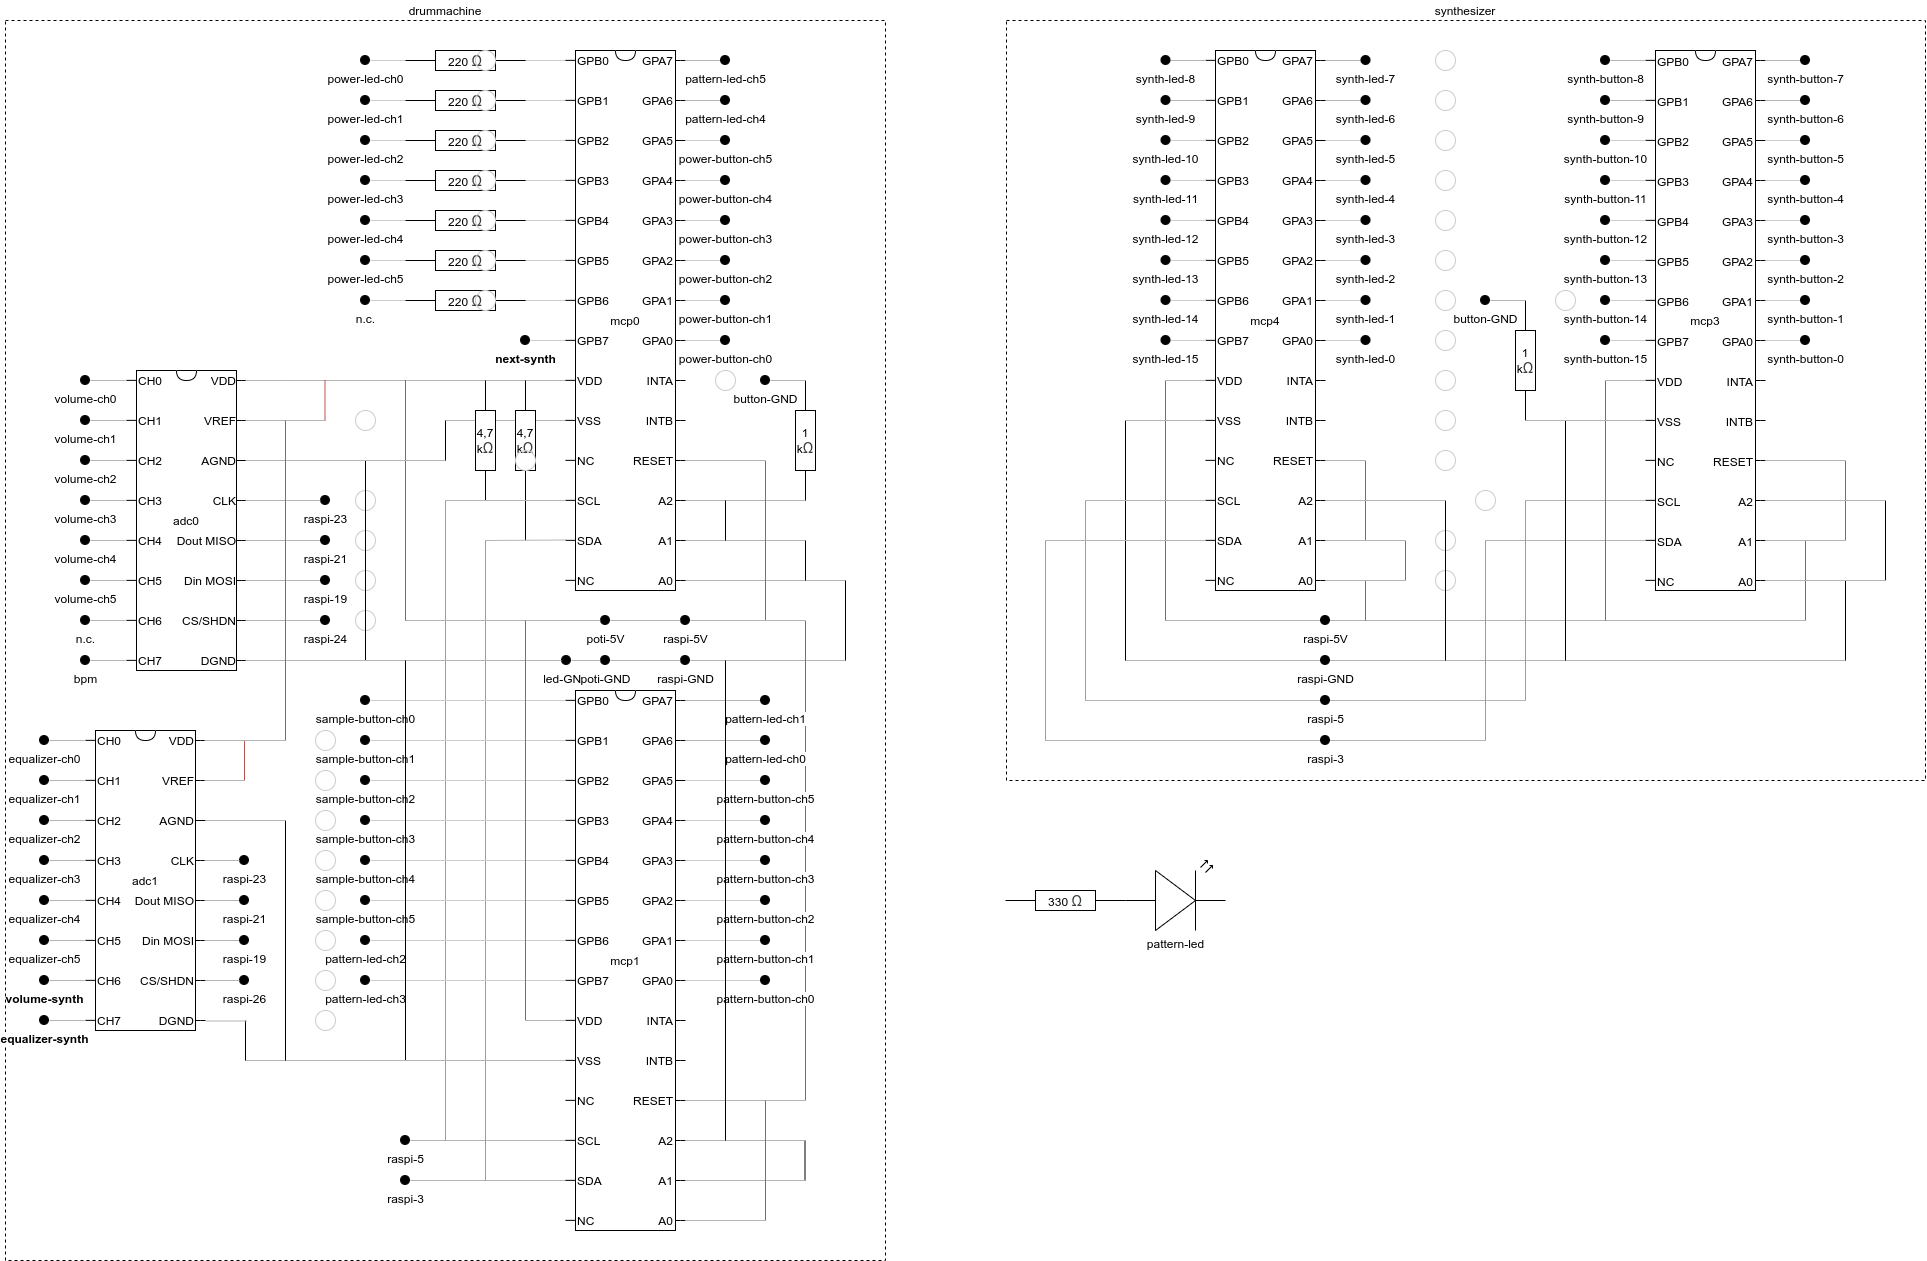 drummachine
power-led-ch0
220 Ω
GPB0
GPA7
pattern-led-ch5
power-led-ch1
220 Ω
GPB1
GPA6
pattern-led-ch4
power-led-ch2
220 Ω
GPB2
GPA5
power-button-ch5
power-led-ch3
220 Ω
GPB3
GPA4
power-button-ch4
power-led-ch4
220 Ω
GPB4
GPA3
power-button-ch3
power-led-ch5
220 Ω
GPB5
GPA2
power-button-ch2
n.c.
220 Ω
GPB6
GPA1
power-button-ch1
mcp0
next-synth
GPB7
GPA0
power-button-ch0
VDD
INTA
button-GND
VSS
INTB
4,7
kΩ
4,7
kΩ
1
kΩ
NC
RESET
SCL
A2
SDA
A1
NC
A0
volume-ch0
CH0
VDD
volume-ch1
CH1
VREF
volume-ch2
CH2
AGND
volume-ch3
CH3
CLK
raspi-23
adc0
volume-ch4
CH4
Dout MISO
raspi-21
volume-ch5
CH5
Din MOSI
raspi-19
n.c.
CH6
CS/SHDN
raspi-24
bpm
CH7
DGND
poti-5V
raspi-5V
led-GN
poti-GND
raspi-GND
sample-button-ch0
GPB0
GPA7
pattern-led-ch1
sample-button-ch1
GPB1
GPA6
pattern-led-ch0
sample-button-ch2
GPB2
GPA5
pattern-button-ch5
sample-button-ch3
GPB3
GPA4
pattern-button-ch4
sample-button-ch4
GPB4
GPA3
pattern-button-ch3
sample-button-ch5
GPB5
GPA2
pattern-button-ch2
pattern-led-ch2
GPB6
GPA1
pattern-button-ch1
mcp1
pattern-led-ch3
GPB7
GPA0
pattern-button-ch0
VDD
INTA
VSS
INTB
NC
RESET
raspi-5
SCL
A2
raspi-3
SDA
A1
NC
A0
equalizer-ch0
CH0
VDD
equalizer-ch1
CH1
VREF
equalizer-ch2
CH2
AGND
equalizer-ch3
CH3
CLK
raspi-23
adc1
equalizer-ch4
CH4
Dout MISO
raspi-21
equalizer-ch5
CH5
Din MOSI
raspi-19
volume-synth
CH6
CS/SHDN
raspi-26
equalizer-synth
CH7
DGND
synthesizer
synth-led-8
GPB0
GPA7
synth-led-7
synth-led-9
GPB1
GPA6
synth-led-6
synth-led-10
GPB2
GPA5
synth-led-5
synth-led-11
GPB3
GPA4
synth-led-4
synth-led-12
GPB4
GPA3
synth-led-3
synth-led-13
GPB5
GPA2
synth-led-2
synth-led-14
GPB6
GPA1
synth-led-1
mcp4
synth-led-15
GPB7
GPA0
synth-led-0
VDD
INTA
VSS
INTB
NC
RESET
SCL
A2
SDA
A1
NC
A0
button-GND
1
kΩ
synth-button-8
GPB0
GPA7
synth-button-7
synth-button-9
GPB1
GPA6
synth-button-6
synth-button-10
GPB2
GPA5
synth-button-5
synth-button-11
GPB3
GPA4
synth-button-4
synth-button-12
GPB4
GPA3
synth-button-3
synth-button-13
GPB5
GPA2
synth-button-2
synth-button-14
GPB6
GPA1
synth-button-1
mcp3
synth-button-15
GPB7
GPA0
synth-button-0
VDD
INTA
VSS
INTB
NC
RESET
SCL
A2
SDA
A1
NC
A0
raspi-5V
raspi-GND
raspi-5
raspi-3
330 Ω
pattern-led